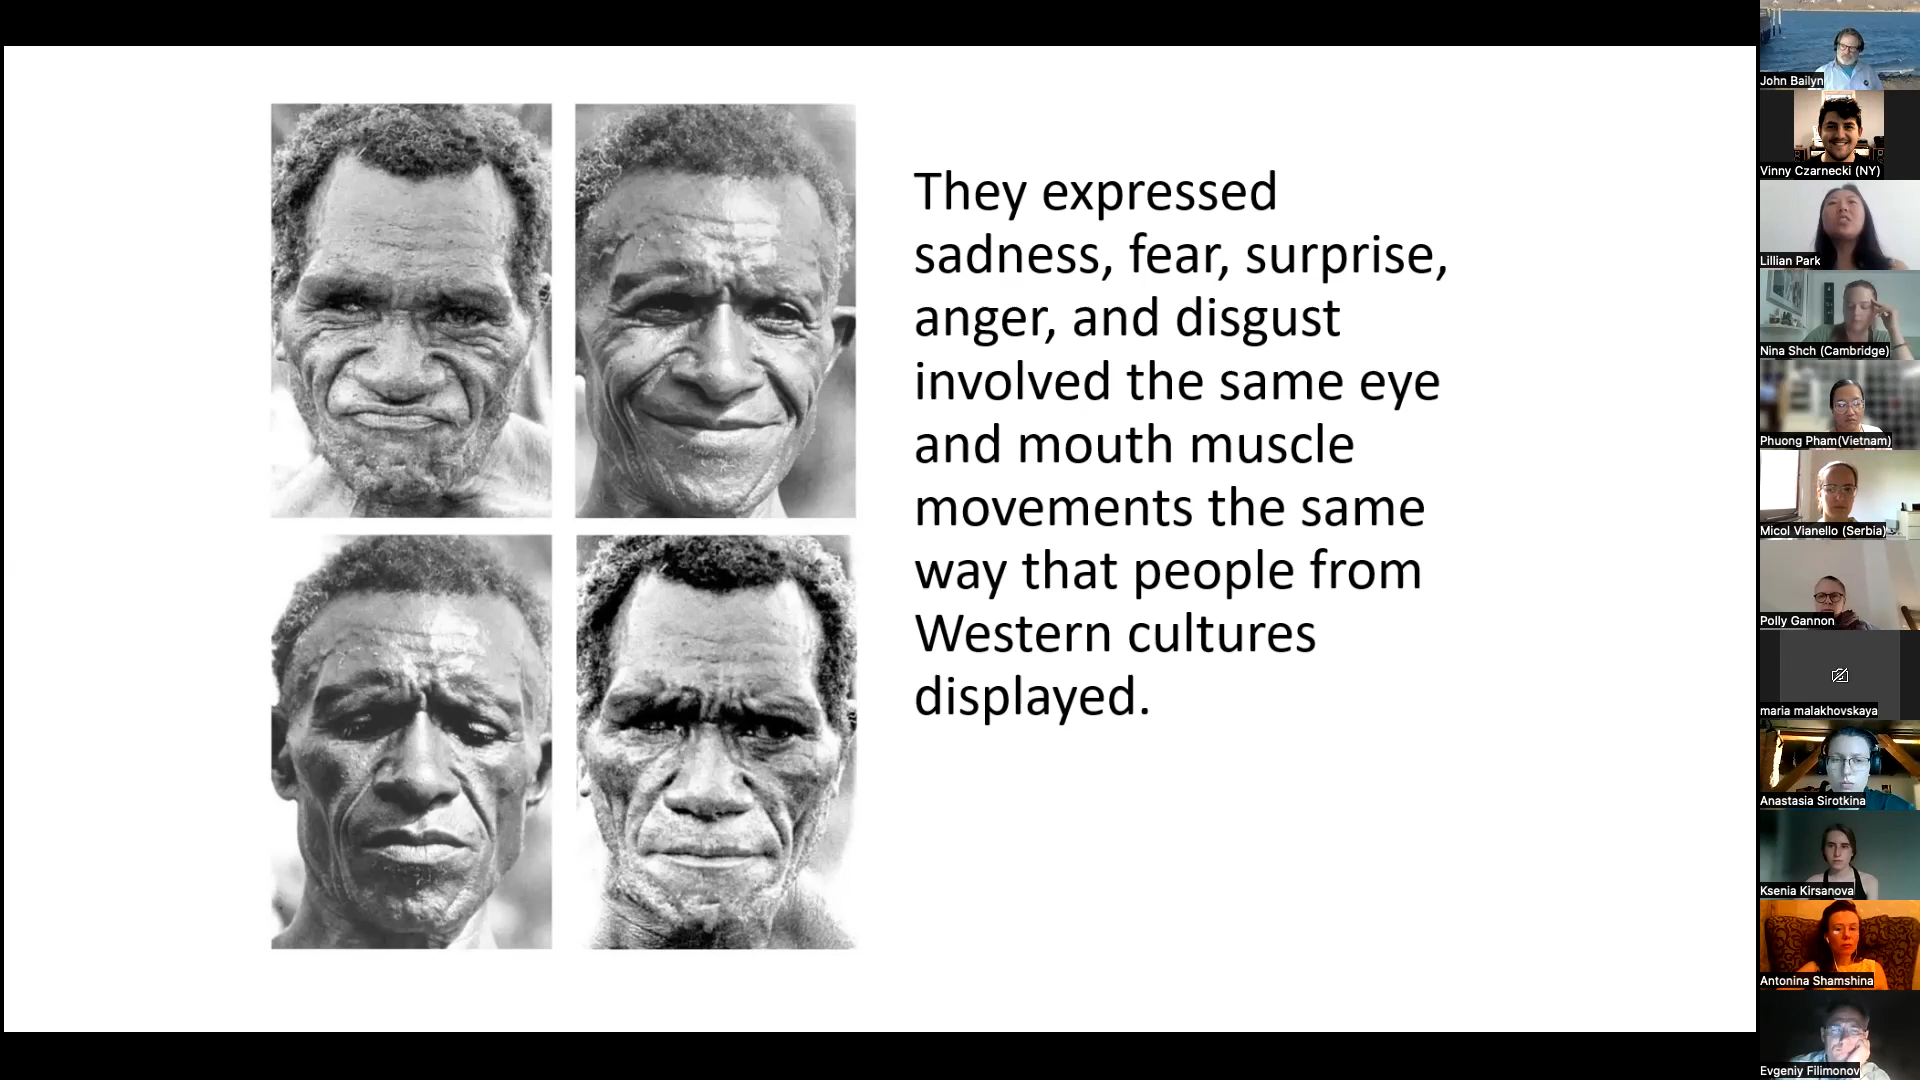 They expressed
sadness, fear, surprise,
anger, and disgust
involved the same eye
and mouth muscle
movements the same
way that people from
Western cultures
displayed.
John Bailyn
Vinny Czarnecki (NY)
Lillian Park
Nina Shch (Cambridge)
Phuong Pham(Vietnam)
Micol Vianello (Serbia)
Polly Gannon
maria malakhovskaya
Anastasia Sirotkina
Ksenia Kirsanova
Antonina Shamshina
Evgeniy Filimonov